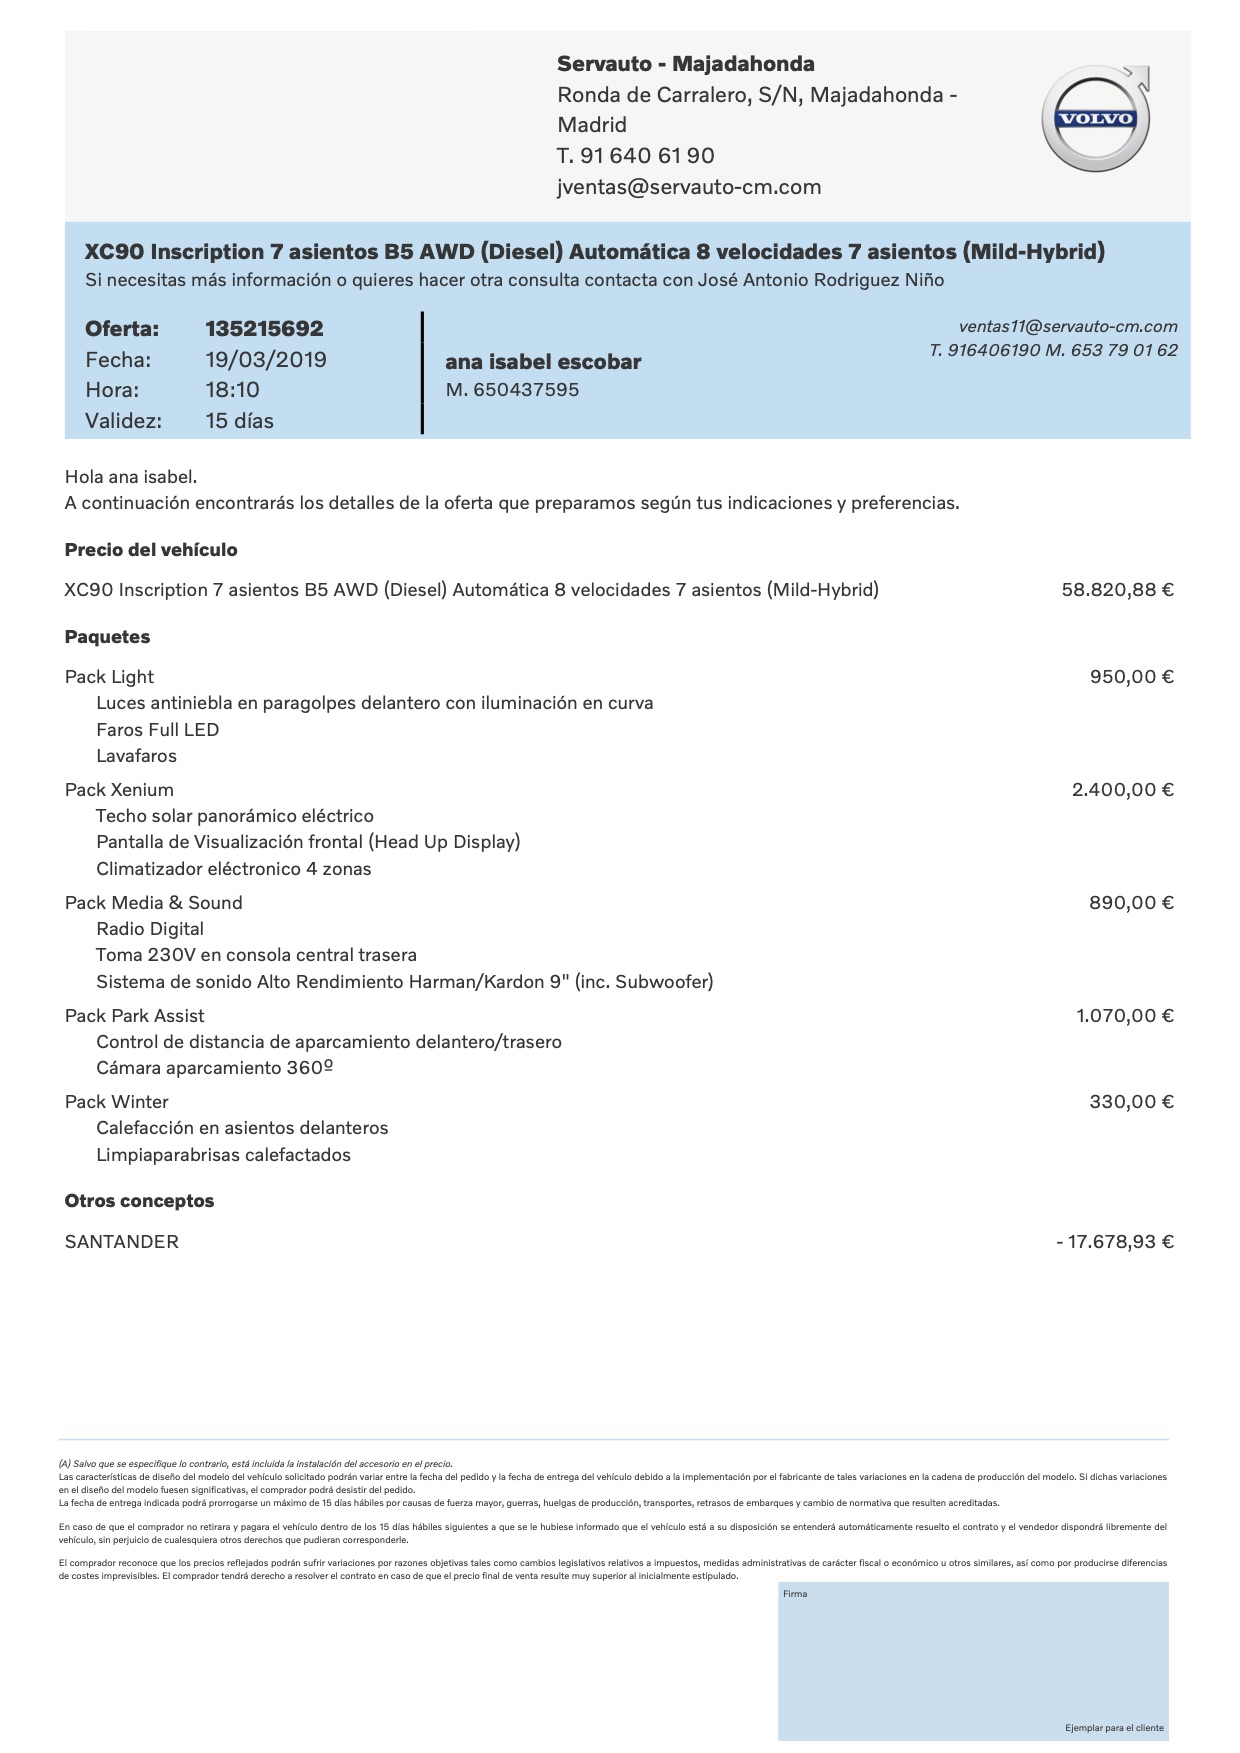 Servauto - Majadahonda
Ronda de Carralero, S/N, Majadahonda -
Madrid
T. 91 640 61 90
jventas@servauto-cm.com
VOLVO
XC90 Inscription 7 asientos B5 AWD (Diesel) Automática 8 velocidades 7 asientos (Mild-Hybrid)
Si necesitas más información o quieres hacer otra consulta contacta con José Antonio Rodriguez Niño
Oferta: 135215692
Fecha: 19/03/2019
Hora: 18:10
Validez: 15 días
ana isabel escobar
M. 650437595
ventas11@servauto-cm.com
T. 916406190 M. 653 79 01 62
Hola ana isabel.
A continuación encontrarás los detalles de la oferta que preparamos según tus indicaciones y preferencias.
Precio del vehículo
XC90 Inscription 7 asientos B5 AWD (Diesel) Automática 8 velocidades 7 asientos (Mild-Hybrid) 58.820,88 €
Paquetes
Pack Light 950,00 €
Luces antiniebla en paragolpes delantero con iluminación en curva
Faros Full LED
Lavafaros
Pack Xenium 2.400,00 €
Techo solar panorámico eléctrico
Pantalla de Visualización frontal (Head Up Display)
Climatizador eléctronico 4 zonas
Pack Media & Sound 890,00 €
Radio Digital
Toma 230V en consola central trasera
Sistema de sonido Alto Rendimiento Harman/Kardon 9" (inc. Subwoofer)
Pack Park Assist 1.070,00 €
Control de distancia de aparcamiento delantero/trasero
Cámara aparcamiento 360º
Pack Winter 330,00 €
Calefacción en asientos delanteros
Limpiaparabrisas calefactados
Otros conceptos
SANTANDER - 17.678,93 €
(A) Salvo que se especifique lo contrario, está incluida la instalación del accesorio en el precio.
Las características de diseño del modelo del vehículo solicitado podrán variar entre la fecha del pedido y la fecha de entrega del vehículo debido a la implementación por el fabricante de tales variaciones en la cadena de producción del modelo. Si dichas variaciones
en el diseño del modelo fuesen significativas, el comprador podrá desistir del pedido.
La fecha de entrega indicada podrá prorrogarse un máximo de 15 días hábiles por causas de fuerza mayor, guerras, huelgas de producción, transportes, retrasos de embarques y cambio de normativa que resulten acreditadas.
En caso de que el comprador no retirara y pagara el vehículo dentro de los 15 días hábiles siguientes a que se le hubiese informado que el vehículo está a su disposición se entenderá automáticamente resuelto el contrato y el vendedor dispondrá libremente del
vehículo, sin perjuicio de cualesquiera otros derechos que pudieran corresponderle.
El comprador reconoce que los precios reflejados podrán sufrir variaciones por razones objetivas tales como cambios legislativos relativos a impuestos, medidas administrativas de carácter fiscal o económico u otros similares, así como por producirse diferencias
de costes imprevisibles. El comprador tendrá derecho a resolver el contrato en caso de que el precio final de venta resulte muy superior al inicialmente estipulado.
Firma
Ejemplar para el cliente